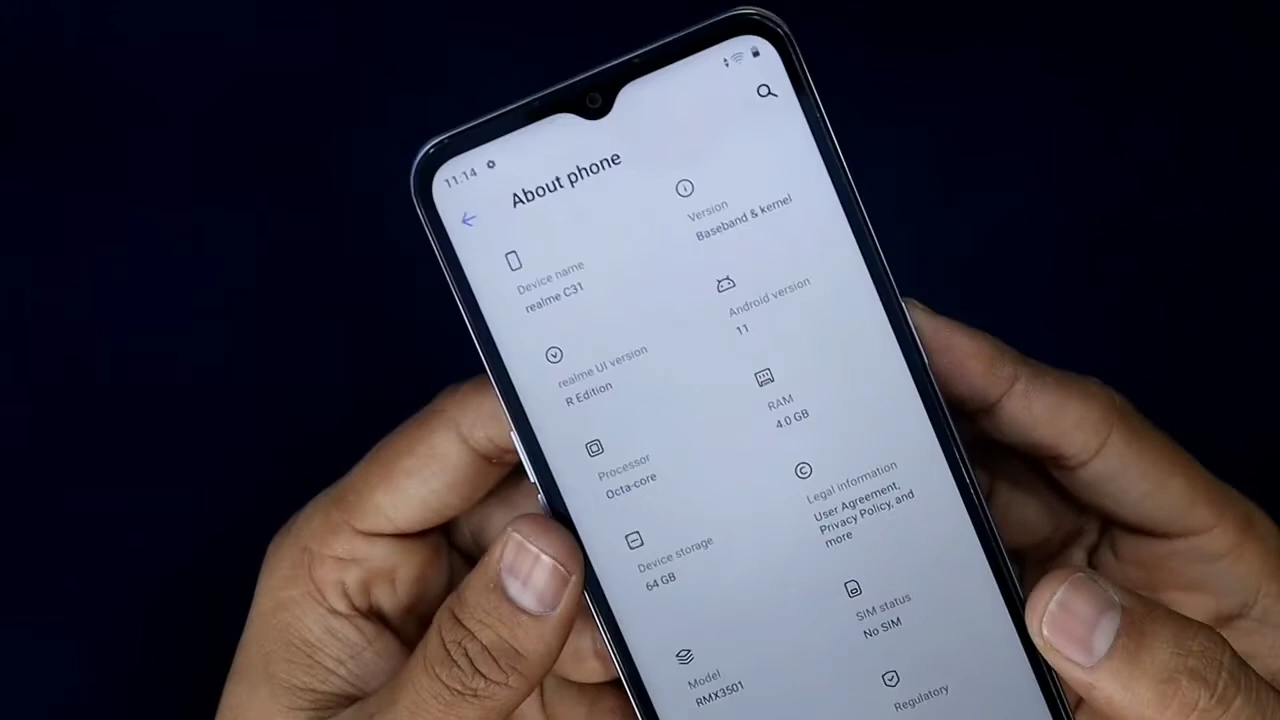 11:14
About phone
Device name
realme C31
Version
Baseband & kernel
realme UI version
R Edition
Android version
11
Processor
Octa-core
RAM
4.0 GB
Device storage
64 GB
Legal information
User Agreement,
Privacy Policy, and
more
Model
RMX3501
SIM status
No SIM
Regulatory